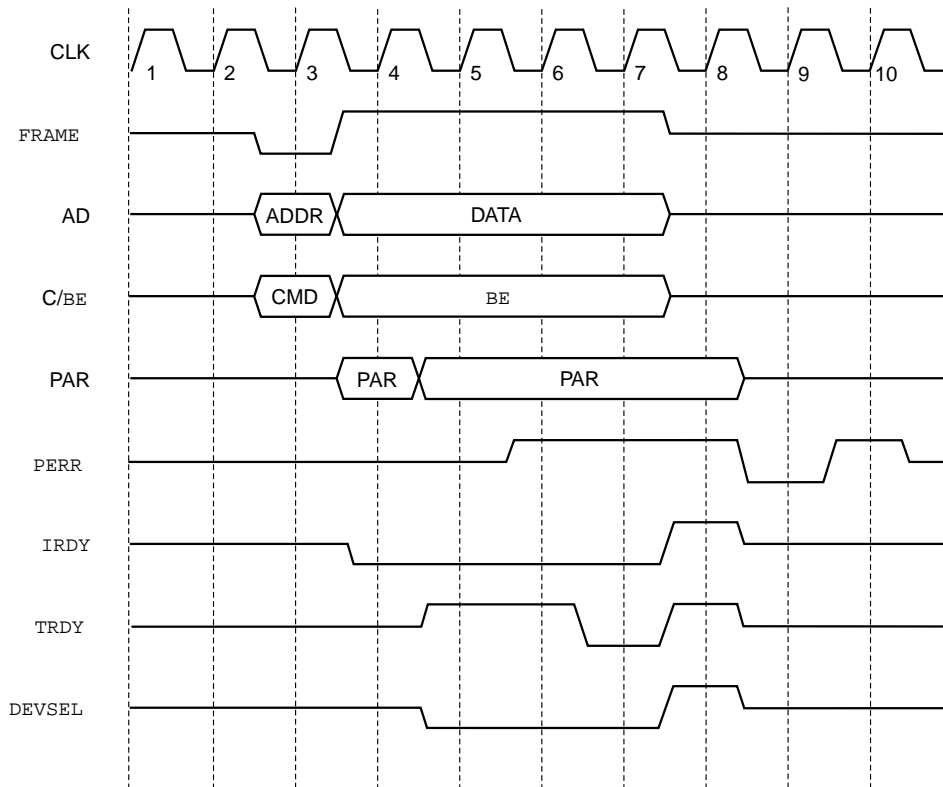 CLK
1 2 3 4 5 6 7 8 9 10
FRAME
AD ADDR DATA
C/BE CMD BE
PAR PAR PAR
PERR
IRDY
TRDY
DEVSEL